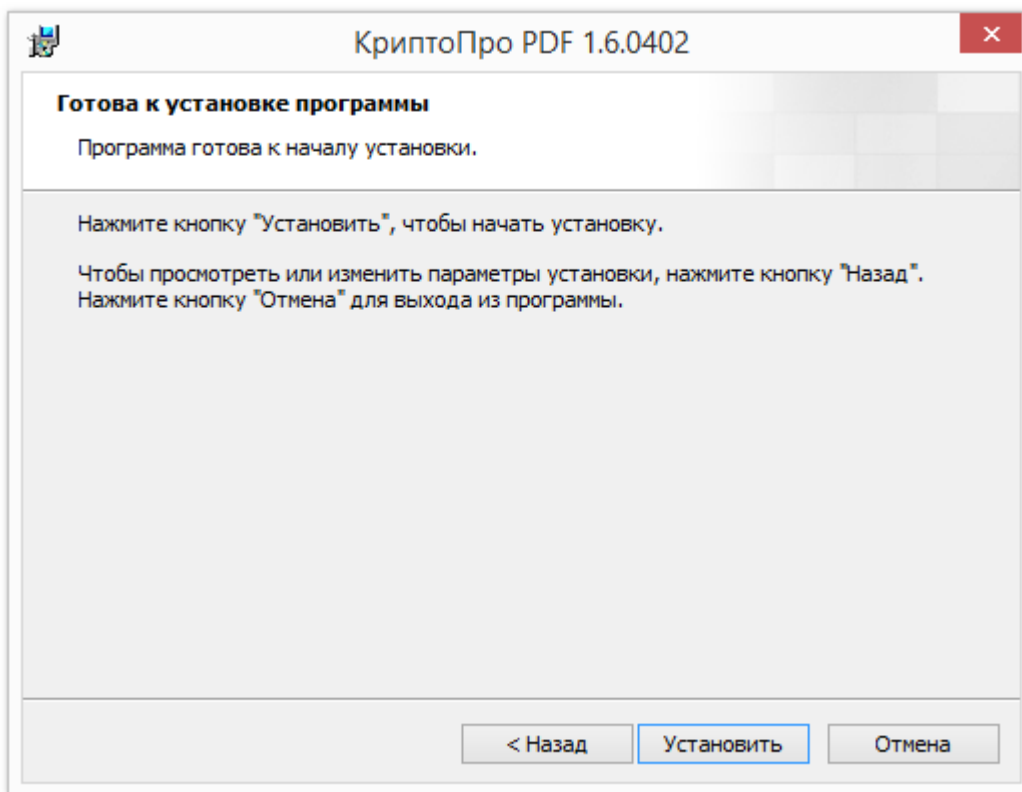 КриптоПро PDF 1.6.0402
Готова к установке программы
Программа готова к началу установки.
Нажмите кнопку "Установить", чтобы начать установку.
Чтобы просмотреть или изменить параметры установки, нажмите кнопку "Назад".
Нажмите кнопку "Отмена" для выхода из программы.
< Назад
Установить
Отмена